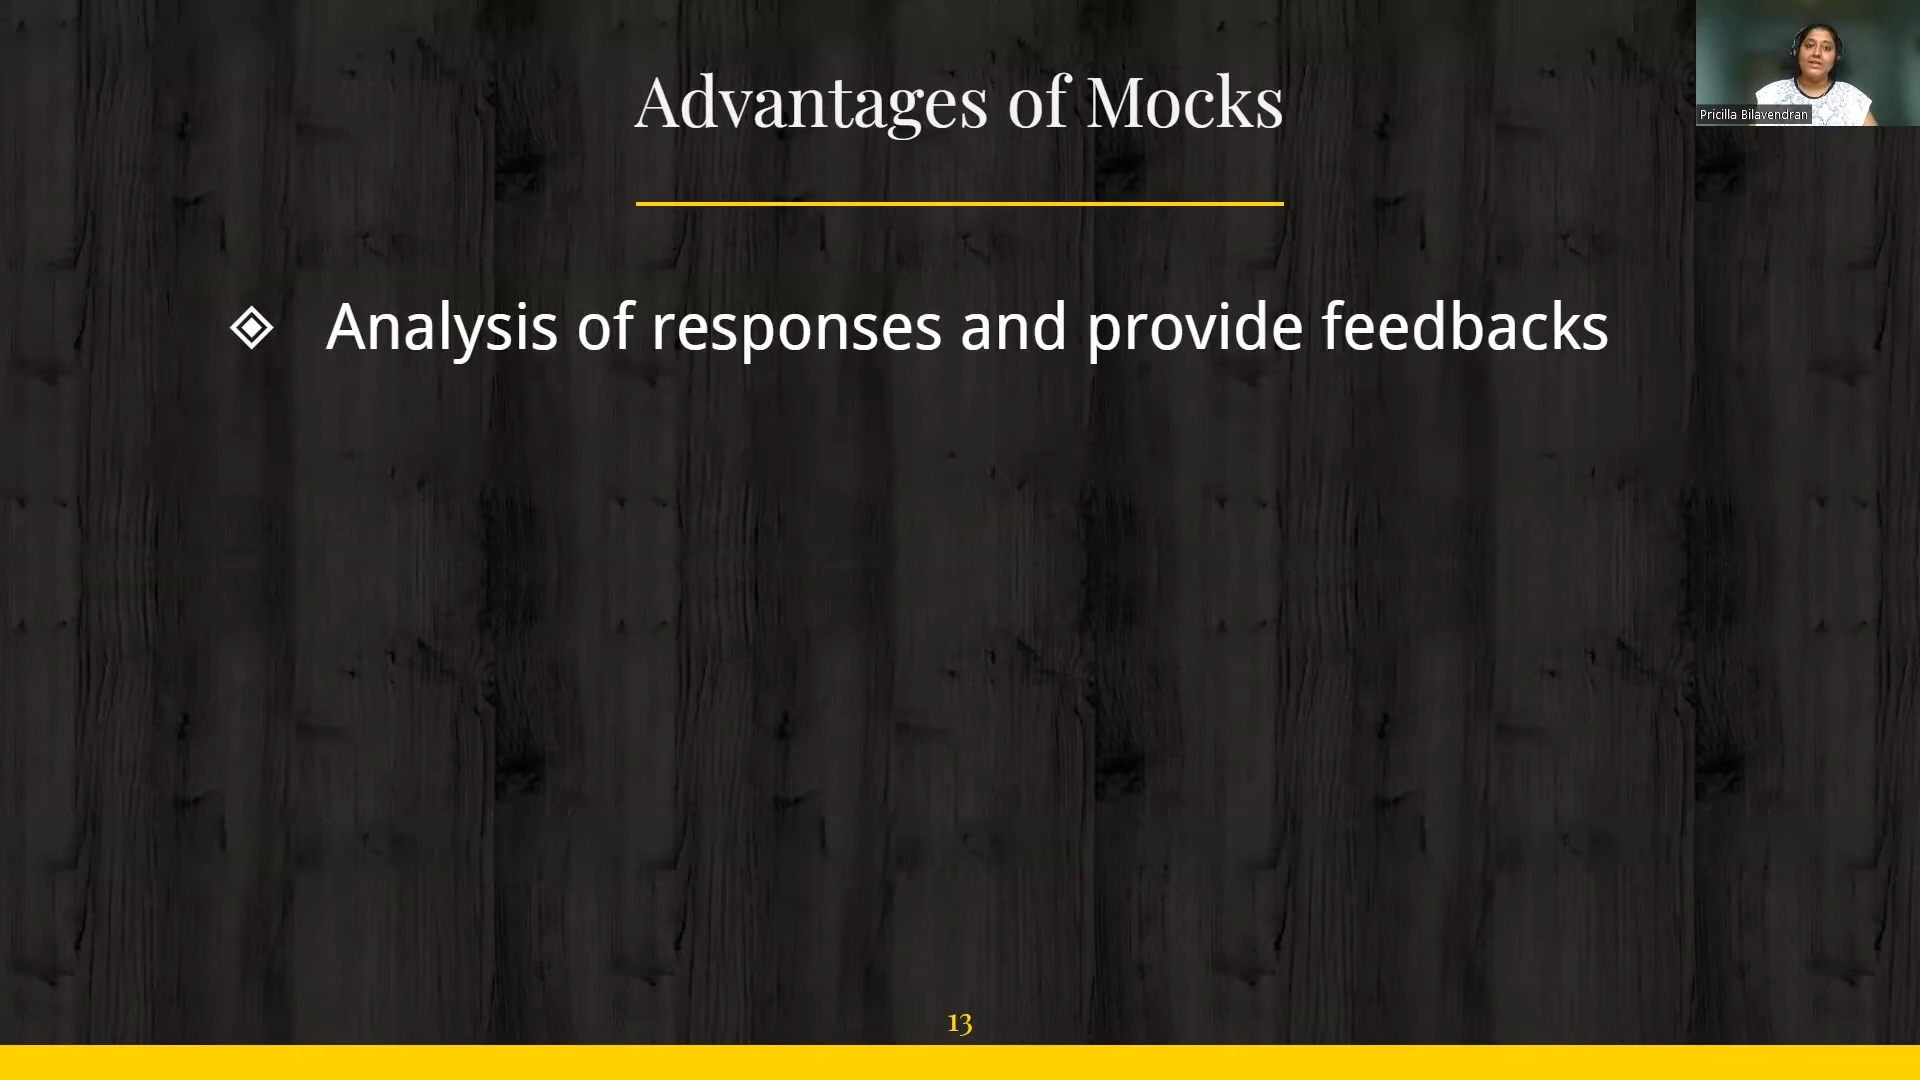 Advantages of Mocks
Pricilla Bilavendran
Analysis of responses and provide feedbacks
13